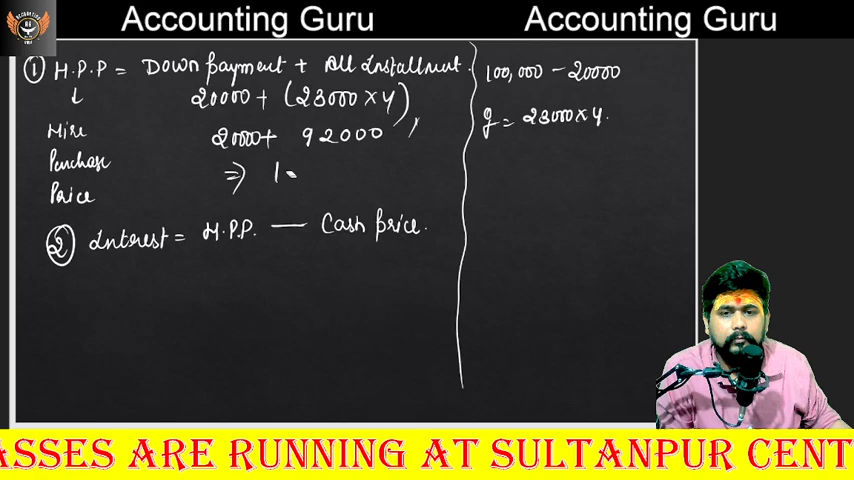 Accounting Guru
Accounting Guru
① H.P.P = Down payment + All Installment.
↓ 20000 + (23000 × 4)
Hire 20000+ 92000
Purchase ⇒ 1
Price
② Interest = H.P.P. — Cash price.
100,000 – 20000
= 23000 × 4.
ASSES ARE RUNNING AT SULTANPUR CENT